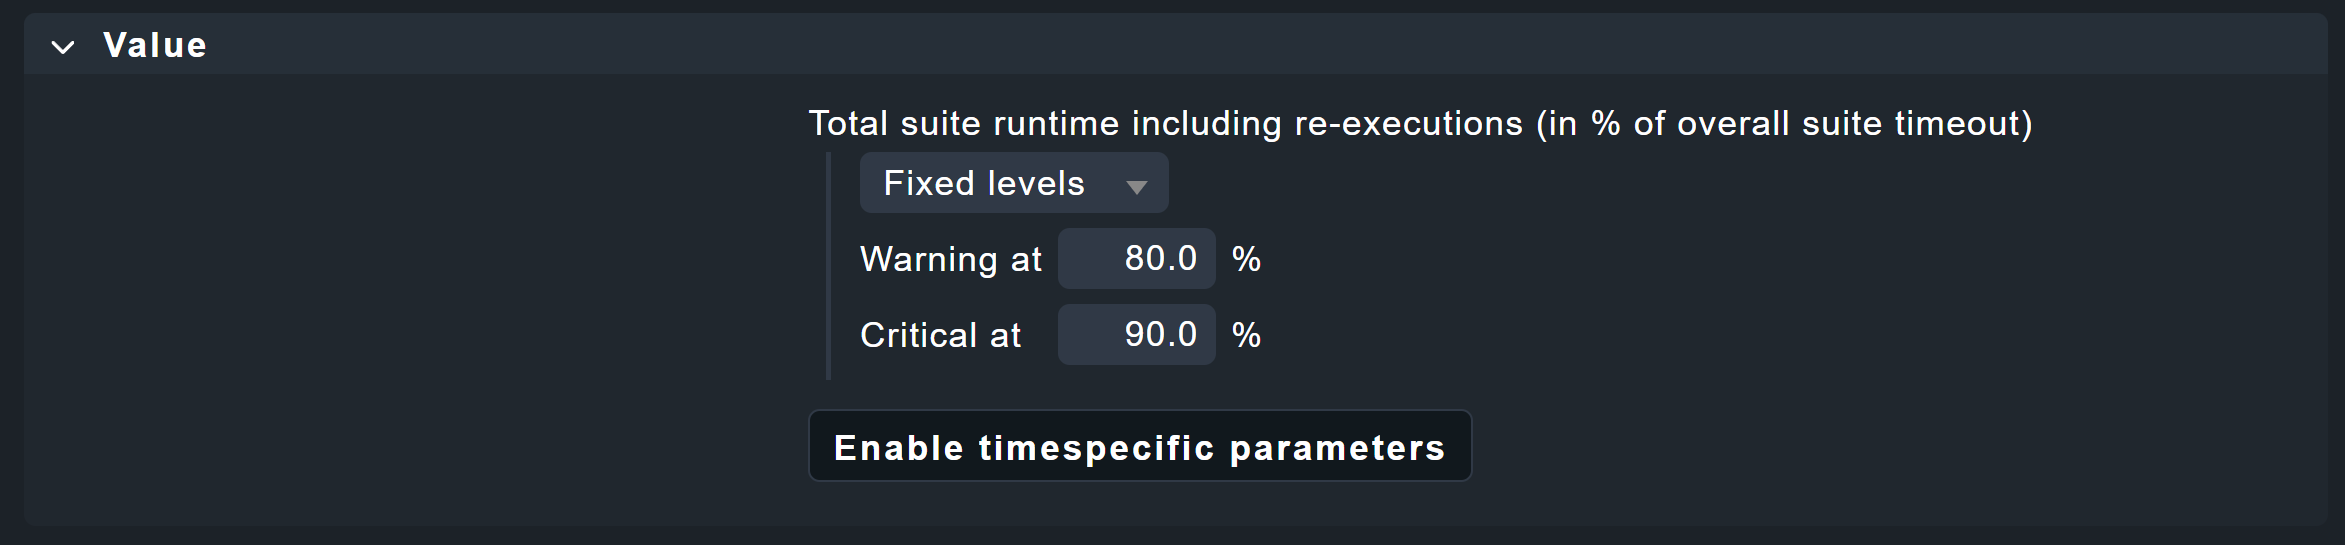 Value
Total suite runtime including re-executions (in % of overall suite timeout)
Fixed levels
Warning at 80.0 %
Critical at 90.0 %
Enable timespecific parameters